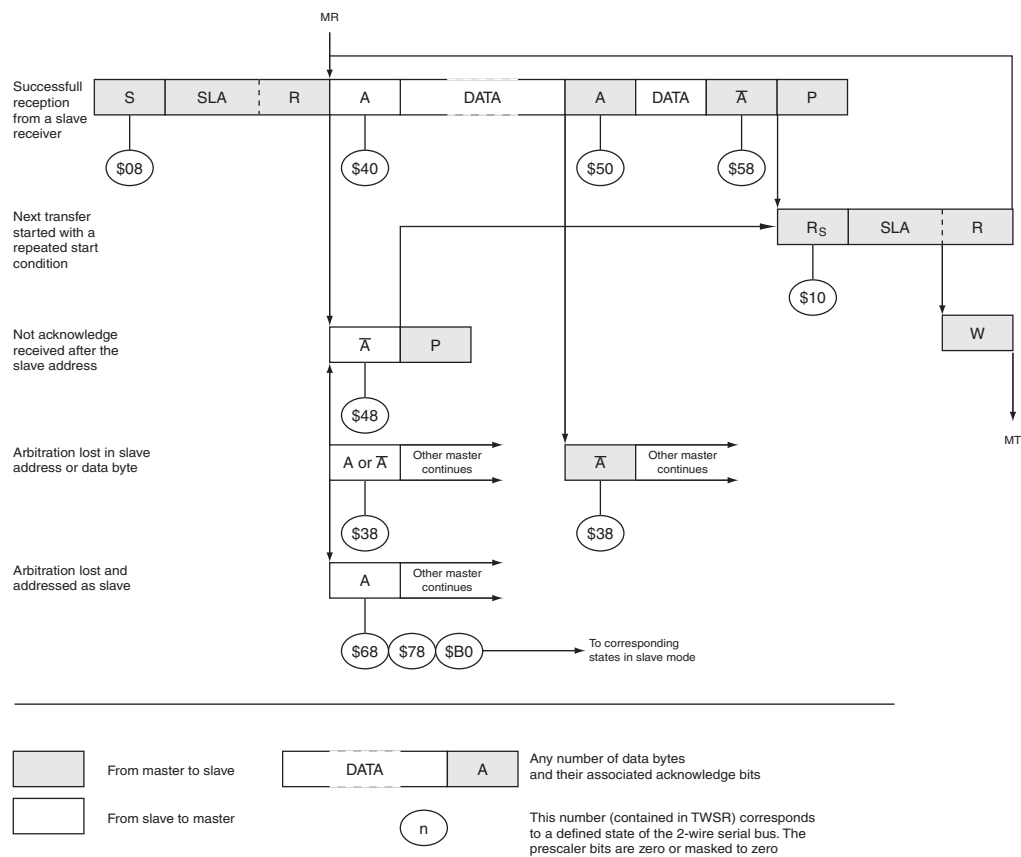 MR
Successfull
reception
from a slave
receiver
S SLA R A DATA A DATA A̅ P
$08 $40 $50 $58
Next transfer
started with a
repeated start
condition
RS SLA R
$10
Not acknowledge
received after the
slave address
A̅ P
W
$48
MT
Arbitration lost in slave
address or data byte
A or A̅
Other master
continues
A̅
Other master
continues
$38 $38
Arbitration lost and
addressed as slave
A
Other master
continues
$68 $78 $B0
To corresponding
states in slave mode
From master to slave
DATA A
Any number of data bytes
and their associated acknowledge bits
From slave to master
n
This number (contained in TWSR) corresponds
to a defined state of the 2-wire serial bus. The
prescaler bits are zero or masked to zero